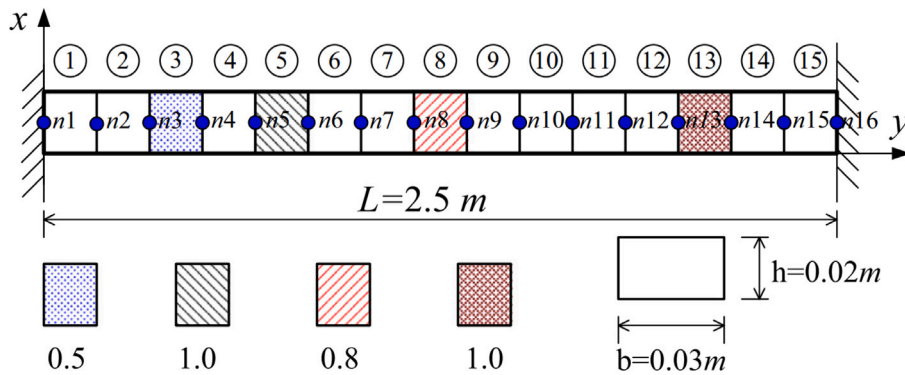 x
① ② ③ ④ ⑤ ⑥ ⑦ ⑧ ⑨ ⑩ ⑪ ⑫ ⑬ ⑭ ⑮
n1 n2 n3 n4 n5 n6 n7 n8 n9 n10 n11 n12 n13 n14 n15 n16 y
L=2.5 m
h=0.02m
0.5 1.0 0.8 1.0 b=0.03m